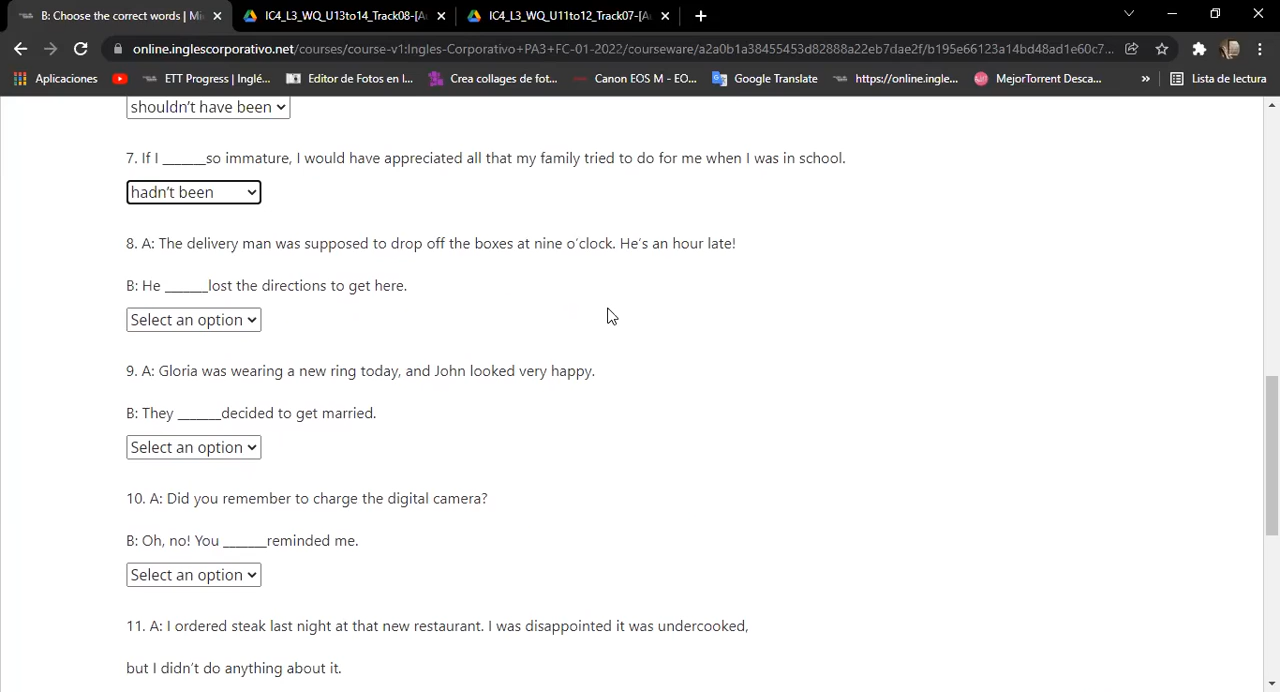 B: Choose the correct words | Mi
IC4_L3_WQ_U13to14_Track08-[A
IC4_L3_WQ_U11to12_Track07-[A
online.inglescorporativo.net/courses/course-v1:Ingles-Corporativo+PA3+FC-01-2022/courseware/a2a0b1a38455453d82888a22eb7dae2f/b195e66123a14bd48ad1e60c7...
Aplicaciones
ETT Progress | Inglé...
Editor de Fotos en l...
Crea collages de fot...
Canon EOS M - EO...
Google Translate
https://online.ingle...
MejorTorrent Desca...
»
Lista de lectura
shouldn't have been
7. If I ______so immature, I would have appreciated all that my family tried to do for me when I was in school.
hadn't been
8. A: The delivery man was supposed to drop off the boxes at nine o'clock. He's an hour late!
B: He ______lost the directions to get here.
Select an option
9. A: Gloria was wearing a new ring today, and John looked very happy.
B: They ______decided to get married.
Select an option
10. A: Did you remember to charge the digital camera?
B: Oh, no! You ______reminded me.
Select an option
11. A: I ordered steak last night at that new restaurant. I was disappointed it was undercooked,
but I didn't do anything about it.